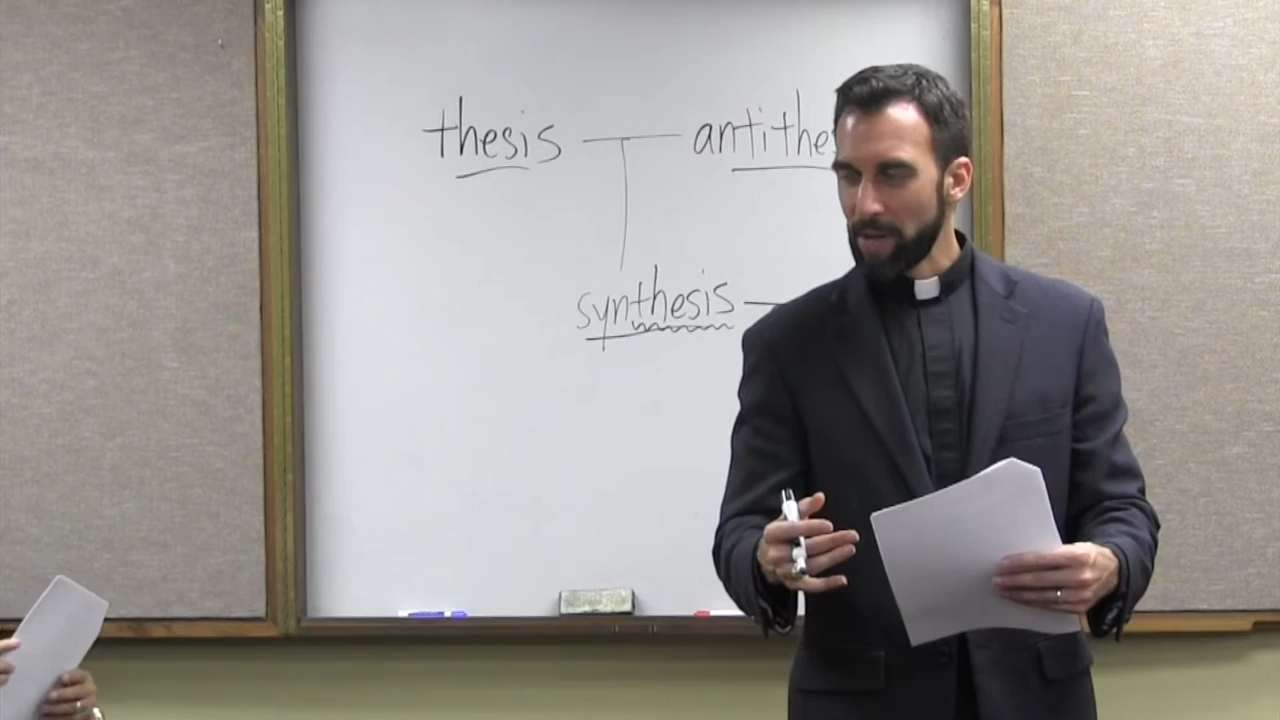 thesis — antithes
synthesis —